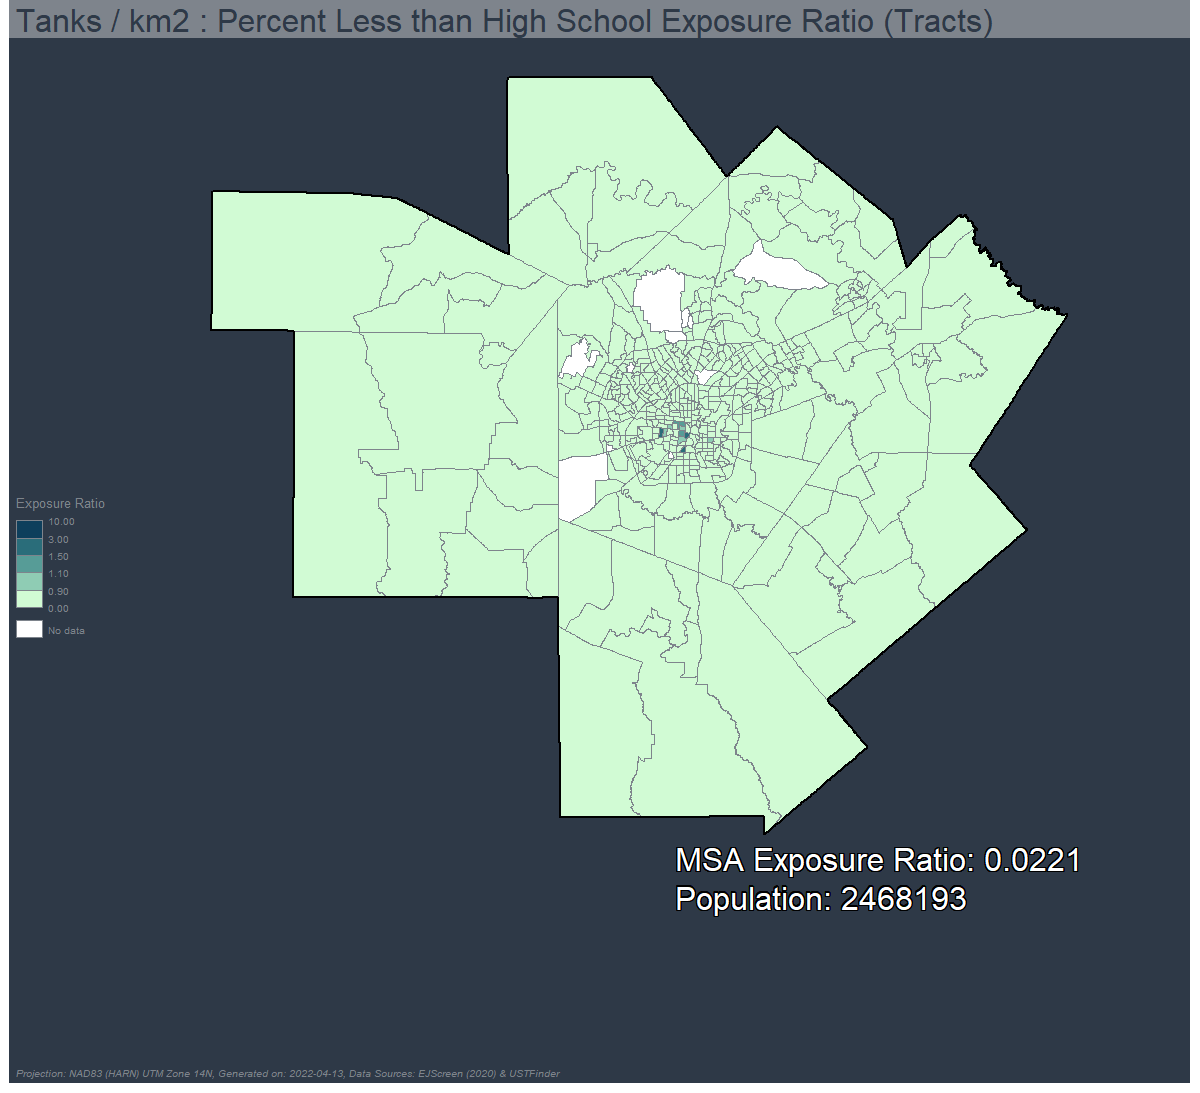 Tanks / km2 : Percent Less than High School Exposure Ratio (Tracts)
Exposure Ratio
10.00
3.00
1.50
1.10
0.90
0.00
No data
MSA Exposure Ratio: 0.0221
Population: 2468193
Projection: NAD83 (HARN) UTM Zone 14N, Generated on: 2022-04-13, Data Sources: EJScreen (2020) & USTFinder